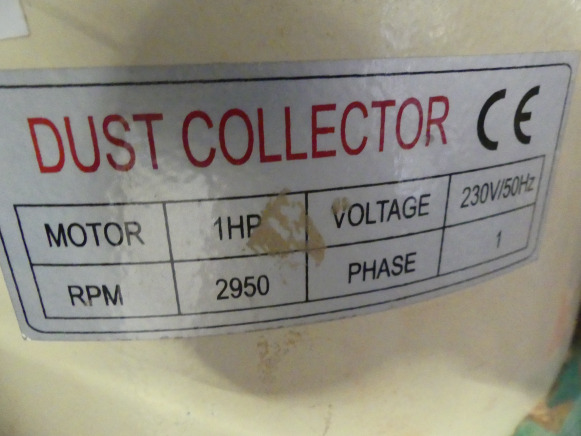 DUST COLLECTOR CE
MOTOR 1HP VOLTAGE 230V/50Hz
RPM 2950 PHASE 1